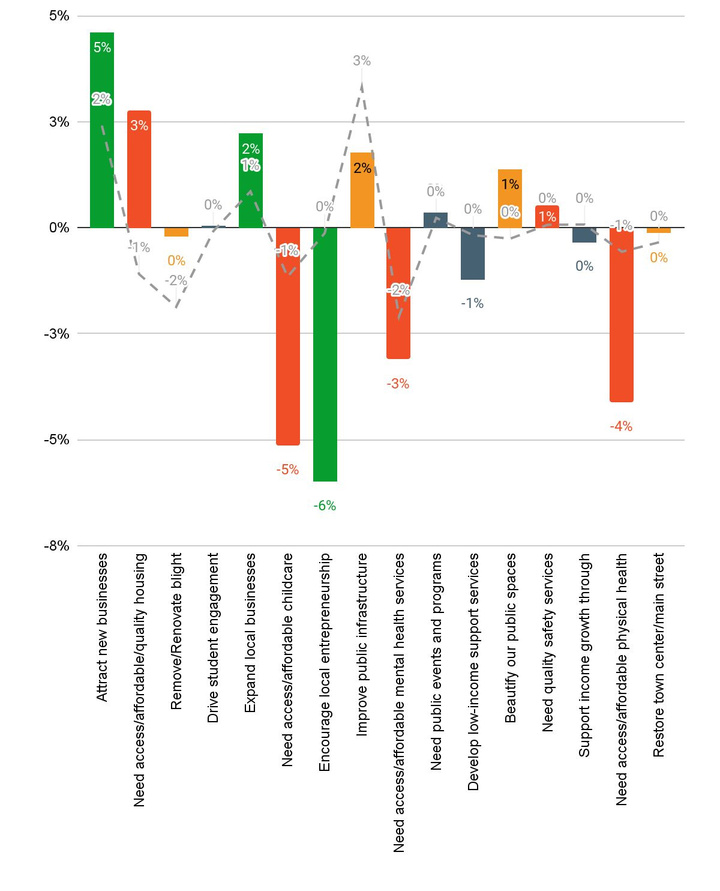 5%
3%
0%
-3%
-5%
-8%
5%
2%
3%
-1%
0%
-2%
0%
2%
1%
-1%
-5%
0%
-6%
3%
2%
-2%
-3%
0%
0%
-1%
1%
0%
0%
1%
0%
0%
-1%
-4%
0%
0%
Attract new businesses
Need access/affordable/quality housing
Remove/Renovate blight
Drive student engagement
Expand local businesses
Need access/affordable childcare
Encourage local entrepreneurship
Improve public infrastructure
Need access/affordable mental health services
Need public events and programs
Develop low-income support services
Beautify our public spaces
Need quality safety services
Support income growth through
Need access/affordable physical health
Restore town center/main street